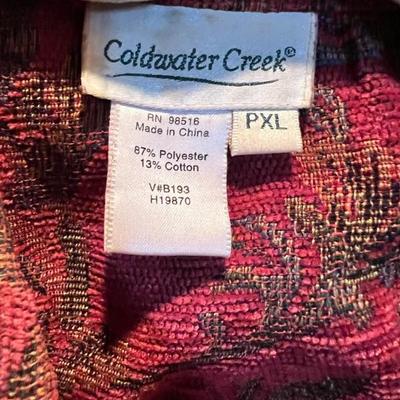 Coldwater Creek®
RN 98516
Made in China
PXL
87% Polyester
13% Cotton
V#B193
H19870